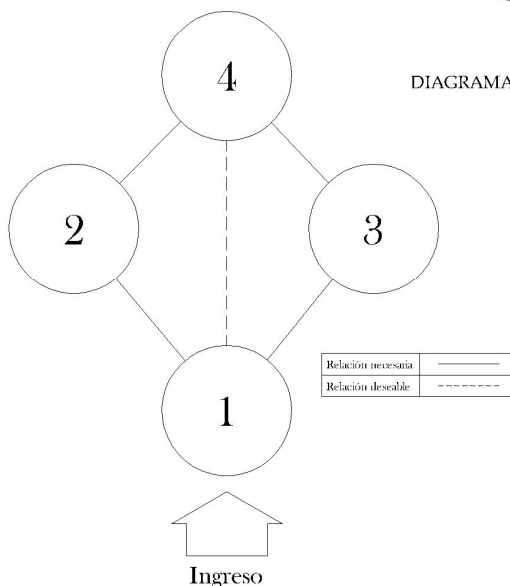 4
DIAGRAMA
2
3
Relación necesaria
Relación deseable
1
Ingreso